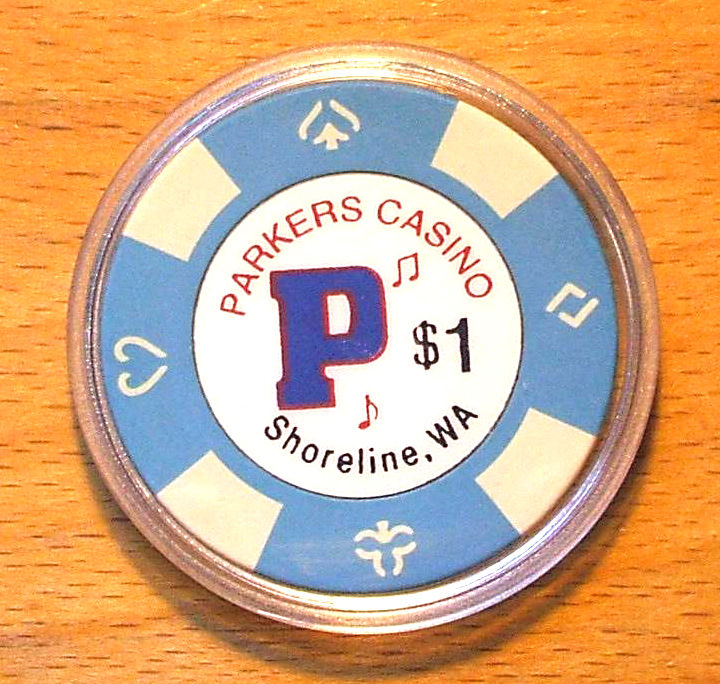 PARKERS CASINO
P
$1
Shoreline, WA